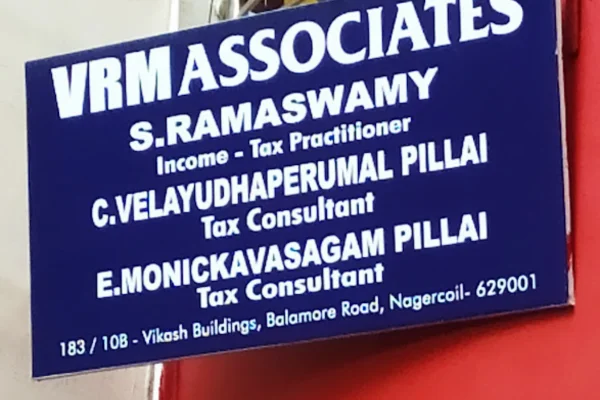 VRM ASSOCIATES
S.RAMASWAMY
Income - Tax Practitioner
C.VELAYUDHAPERUMAL PILLAI
Tax Consultant
E.MONICKAVASAGAM PILLAI
Tax Consultant
183 / 10B - Vikash Buildings, Balamore Road, Nagercoil- 629001